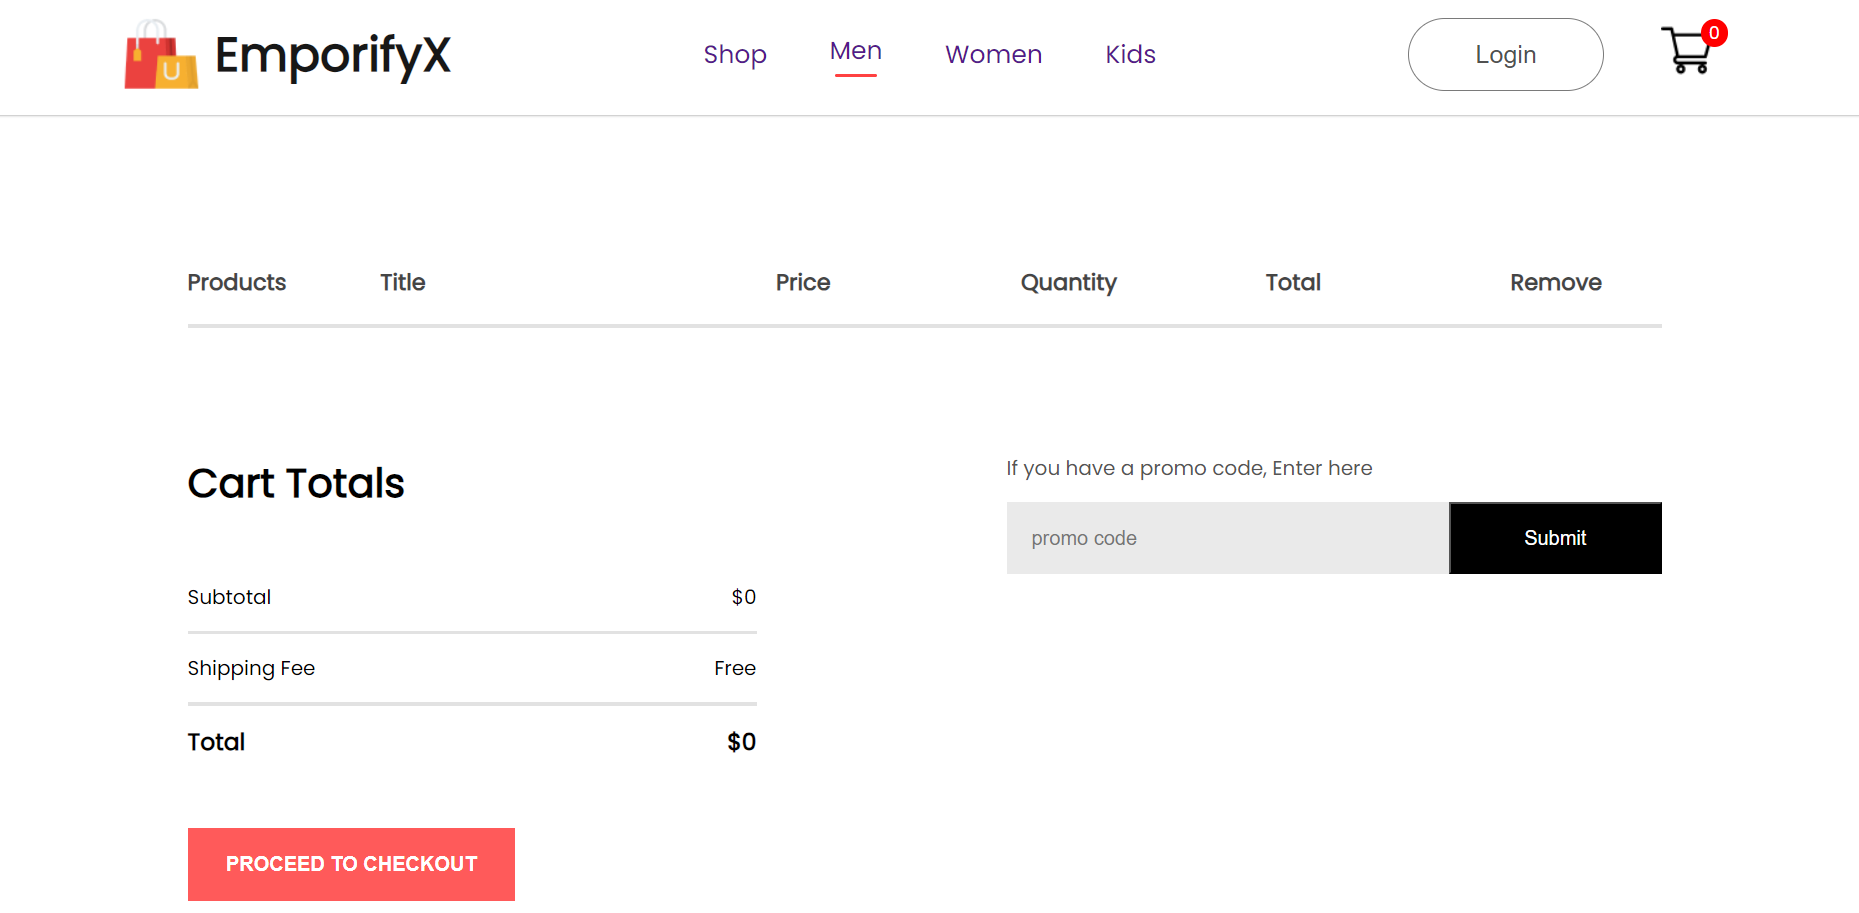 EmporifyX Shop Men Women Kids Login 0
Products Title Price Quantity Total Remove
Cart Totals
Subtotal $0
Shipping Fee Free
Total $0
PROCEED TO CHECKOUT
If you have a promo code, Enter here
promo code Submit